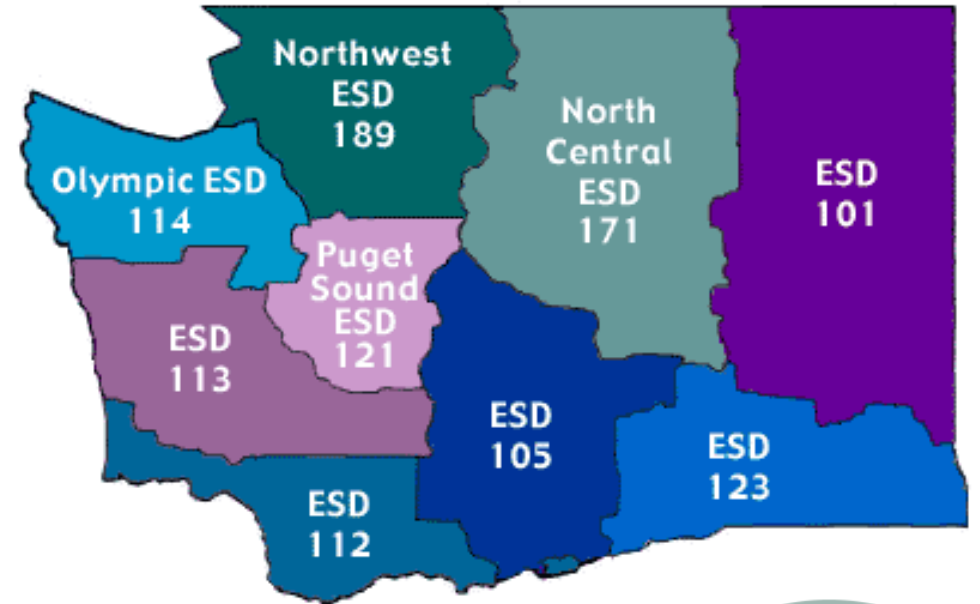 Northwest
ESD
189
North
Central
ESD
171
ESD
101
Olympic ESD
114
Puget
Sound
ESD
121
ESD
113
ESD
105
ESD
123
ESD
112